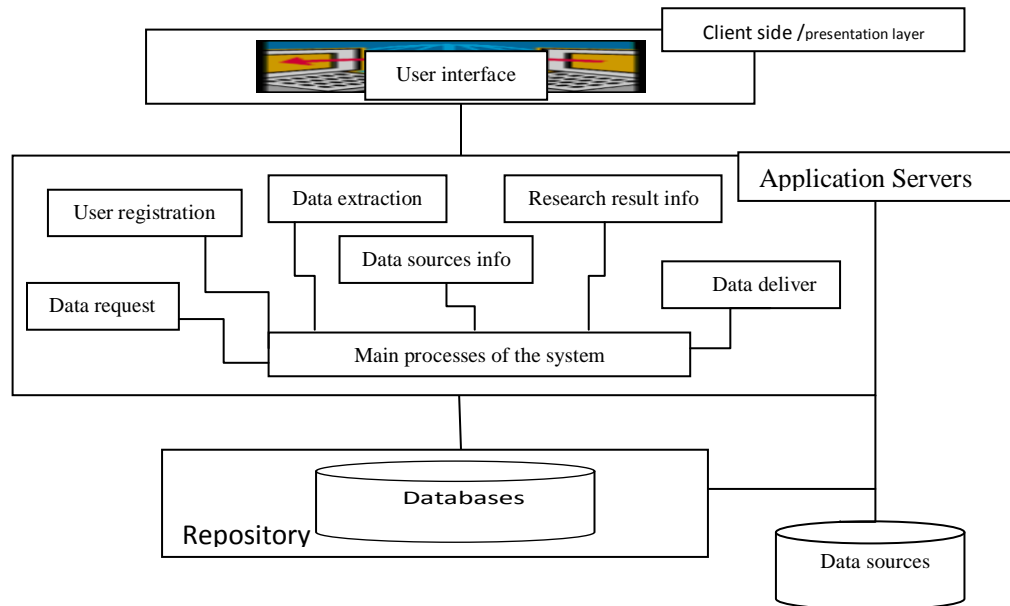 Client side /presentation layer
User interface
Application Servers
Data extraction
Research result info
User registration
Data sources info
Data deliver
Data request
Main processes of the system
Databases
Repository
Data sources